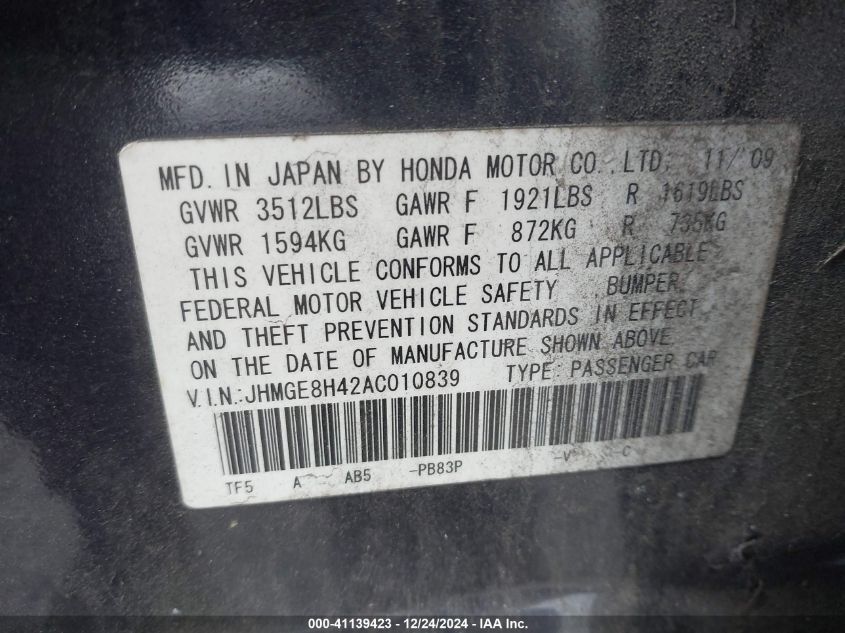 MFD. IN JAPAN BY HONDA MOTOR CO., LTD. 11/'09
GVWR 3512LBS GAWR F 1921LBS R 1619LBS
GVWR 1594KG GAWR F 872KG R 735KG
THIS VEHICLE CONFORMS TO ALL APPLICABLE
FEDERAL MOTOR VEHICLE SAFETY BUMPER,
AND THEFT PREVENTION STANDARDS IN EFFECT
ON THE DATE OF MANUFACTURE SHOWN ABOVE.
V.I.N.:JHMGE8H42AC010839 TYPE: PASSENGER CAR
TF5 A AB5 -PB83P -V -C
000-41139423 - 12/24/2024 - IAA Inc.